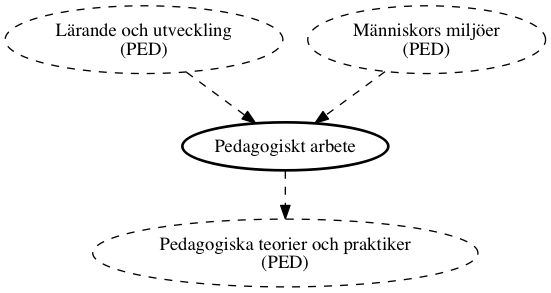 Lärande och utveckling
(PED)
Människors miljöer
(PED)
Pedagogiskt arbete
Pedagogiska teorier och praktiker
(PED)